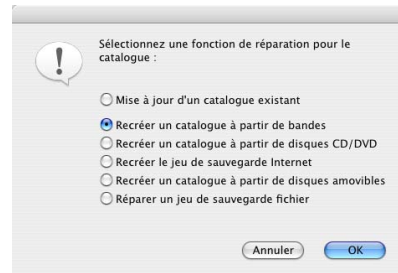 Sélectionnez une fonction de réparation pour le
catalogue :
Mise à jour d'un catalogue existant
Recréer un catalogue à partir de bandes
Recréer un catalogue à partir de disques CD/DVD
Recréer le jeu de sauvegarde Internet
Recréer un catalogue à partir de disques amovibles
Réparer un jeu de sauvegarde fichier
Annuler OK